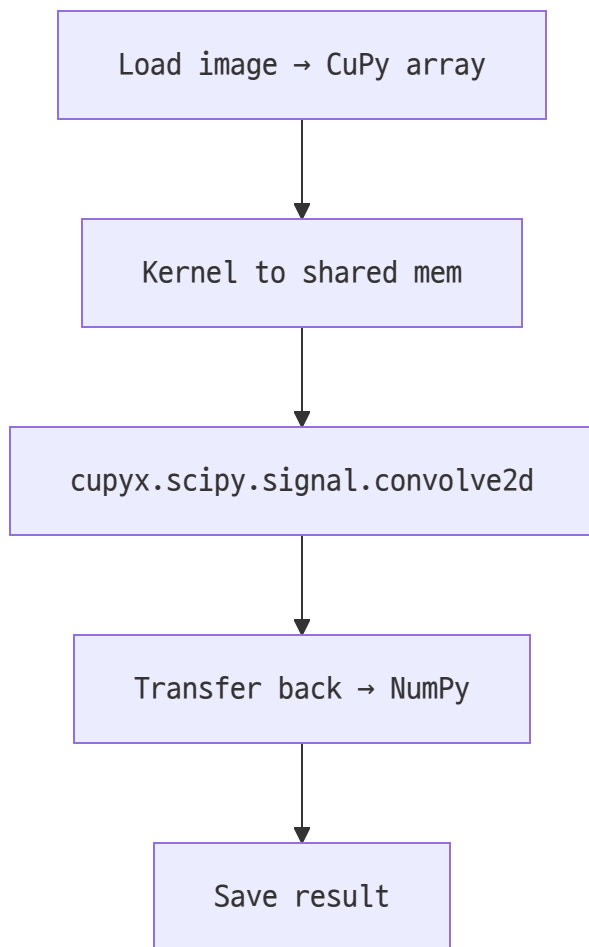 Load image → CuPy array
Kernel to shared mem
cupyx.scipy.signal.convolve2d
Transfer back → NumPy
Save result